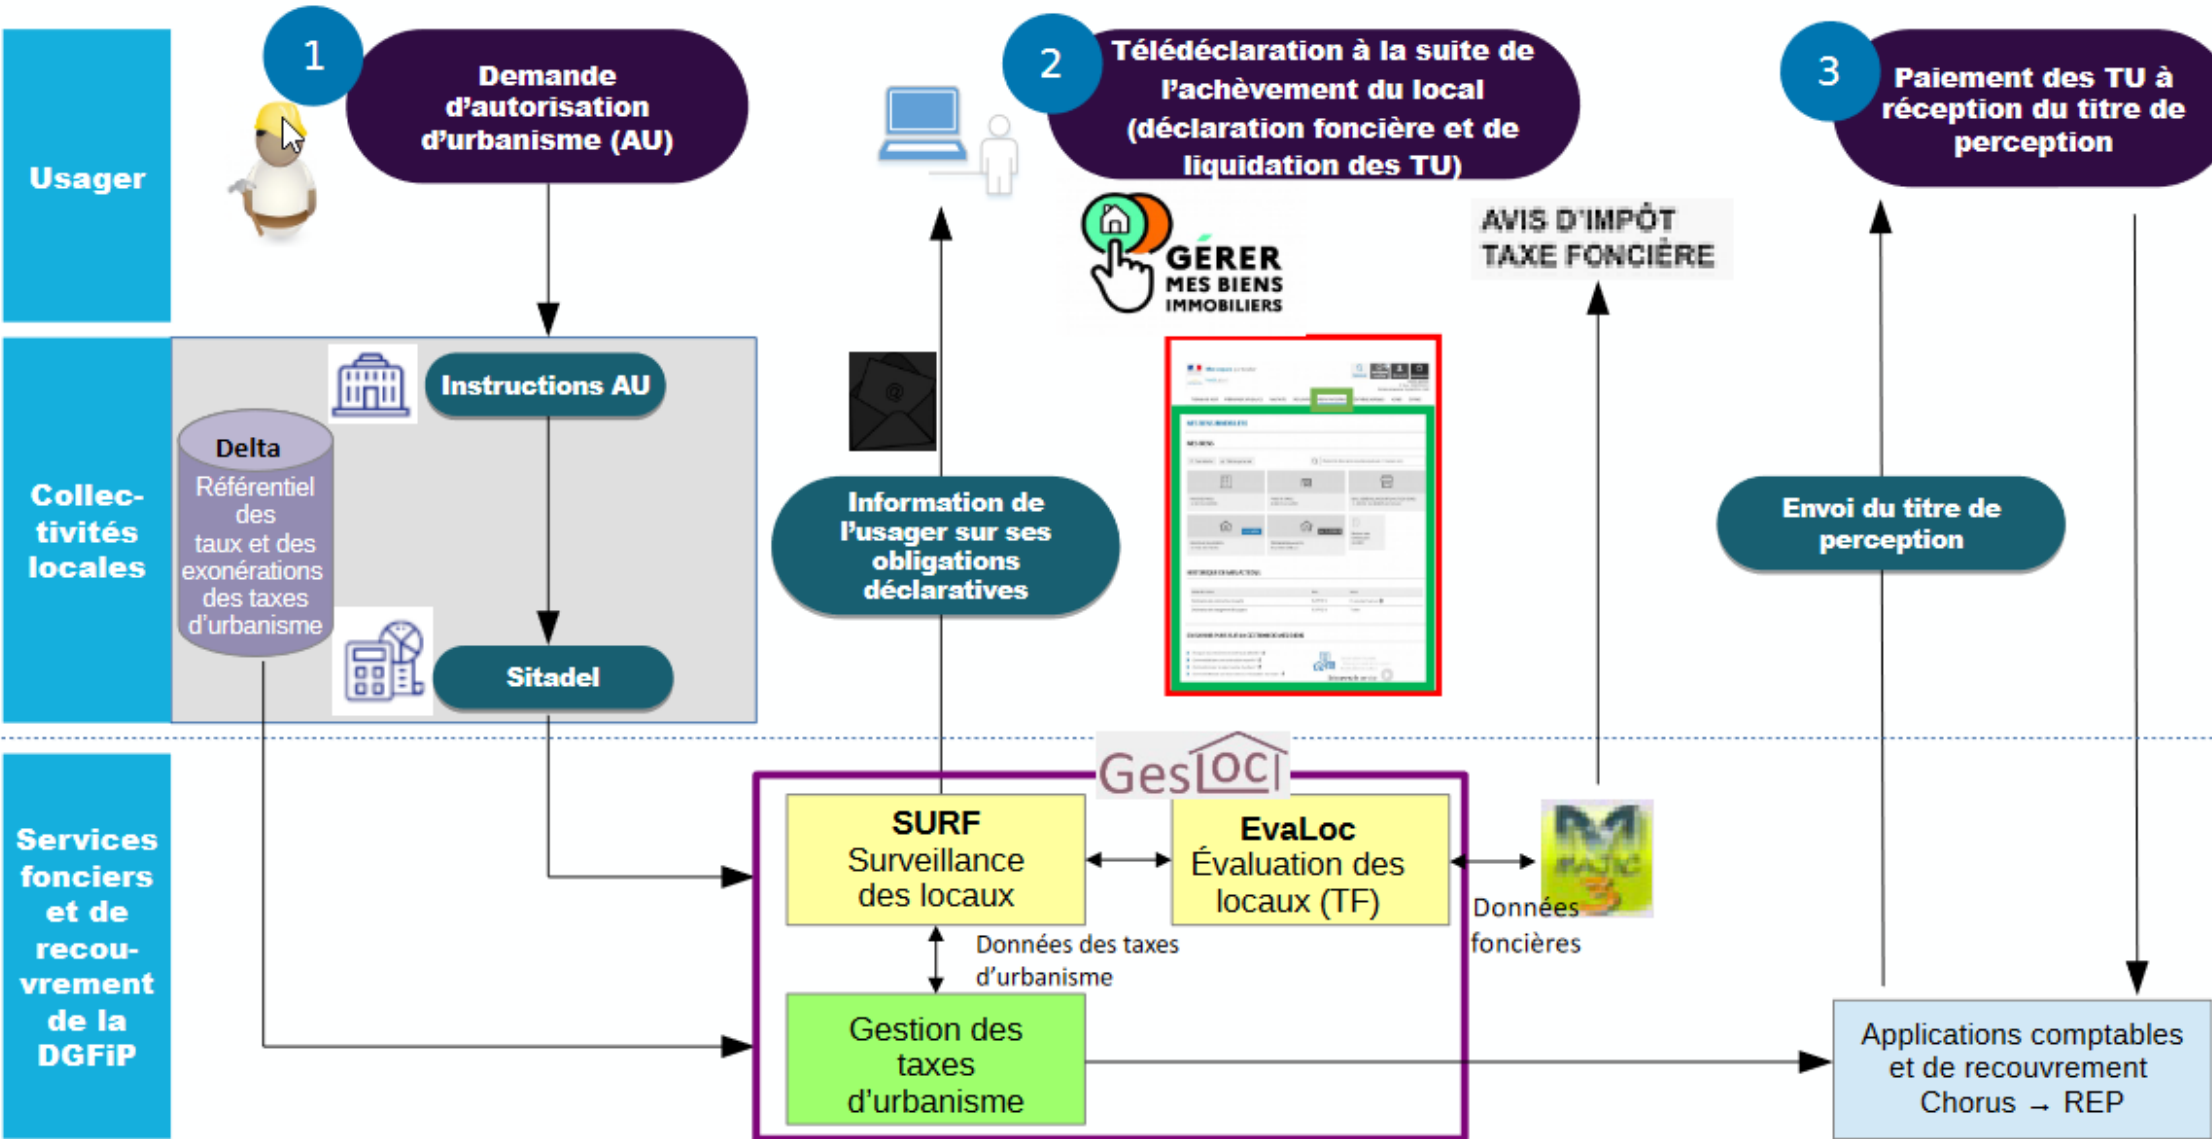 1
Demande
d'autorisation
d'urbanisme (AU)
2
Télédéclaration à la suite de
l'achèvement du local
(déclaration foncière et de
liquidation des TU)
3
Paiement des TU à
réception du titre de
perception
Usager
GÉRER
MES BIENS
IMMOBILIERS
AVIS D'IMPÔT
TAXE FONCIÈRE
Collec-
tivités
locales
Instructions AU
Delta
Référentiel
des
taux et des
exonérations
des taxes
d'urbanisme
Sitadel
@
Information de
l'usager sur ses
obligations
déclaratives
Envoi du titre de
perception
Services
fonciers
et de
recou-
vrement
de la
DGFiP
GesLOC
SURF
Surveillance
des locaux
EvaLoc
Évaluation des
locaux (TF)
MAJIC
3
Données
foncières
Données des taxes
d'urbanisme
Gestion des
taxes
d'urbanisme
Applications comptables
et de recouvrement
Chorus → REP